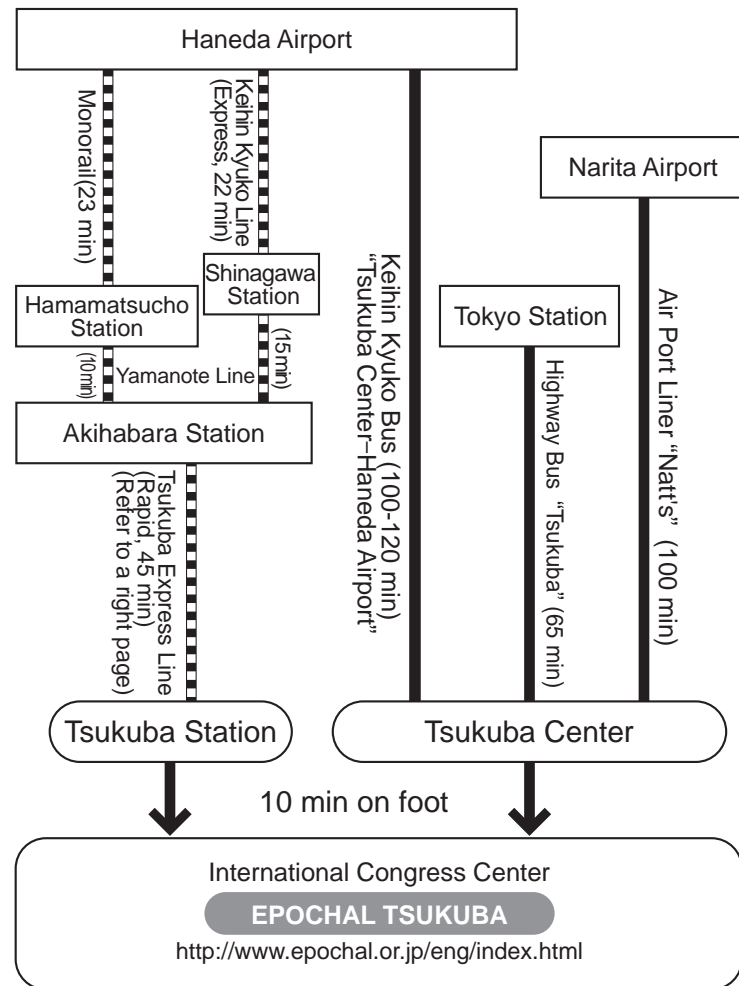 Haneda Airport
Monorail(23 min)
Keihin Kyuko Line
(Express, 22 min)
Keihin Kyuko Bus (100-120 min)
“Tsukuba Center−Haneda Airport”
Narita Airport
Shinagawa
Station
Hamamatsucho
Station
Tokyo Station
(10min)
Yamanote Line
(15min)
Akihabara Station
Highway Bus “Tsukuba” (65 min)
Air Port Liner “Natt's” (100 min)
Tsukuba Express Line
(Rapid, 45 min)
(Refer to a right page)
Tsukuba Station
Tsukuba Center
10 min on foot
International Congress Center
EPOCHAL TSUKUBA
http://www.epochal.or.jp/eng/index.html